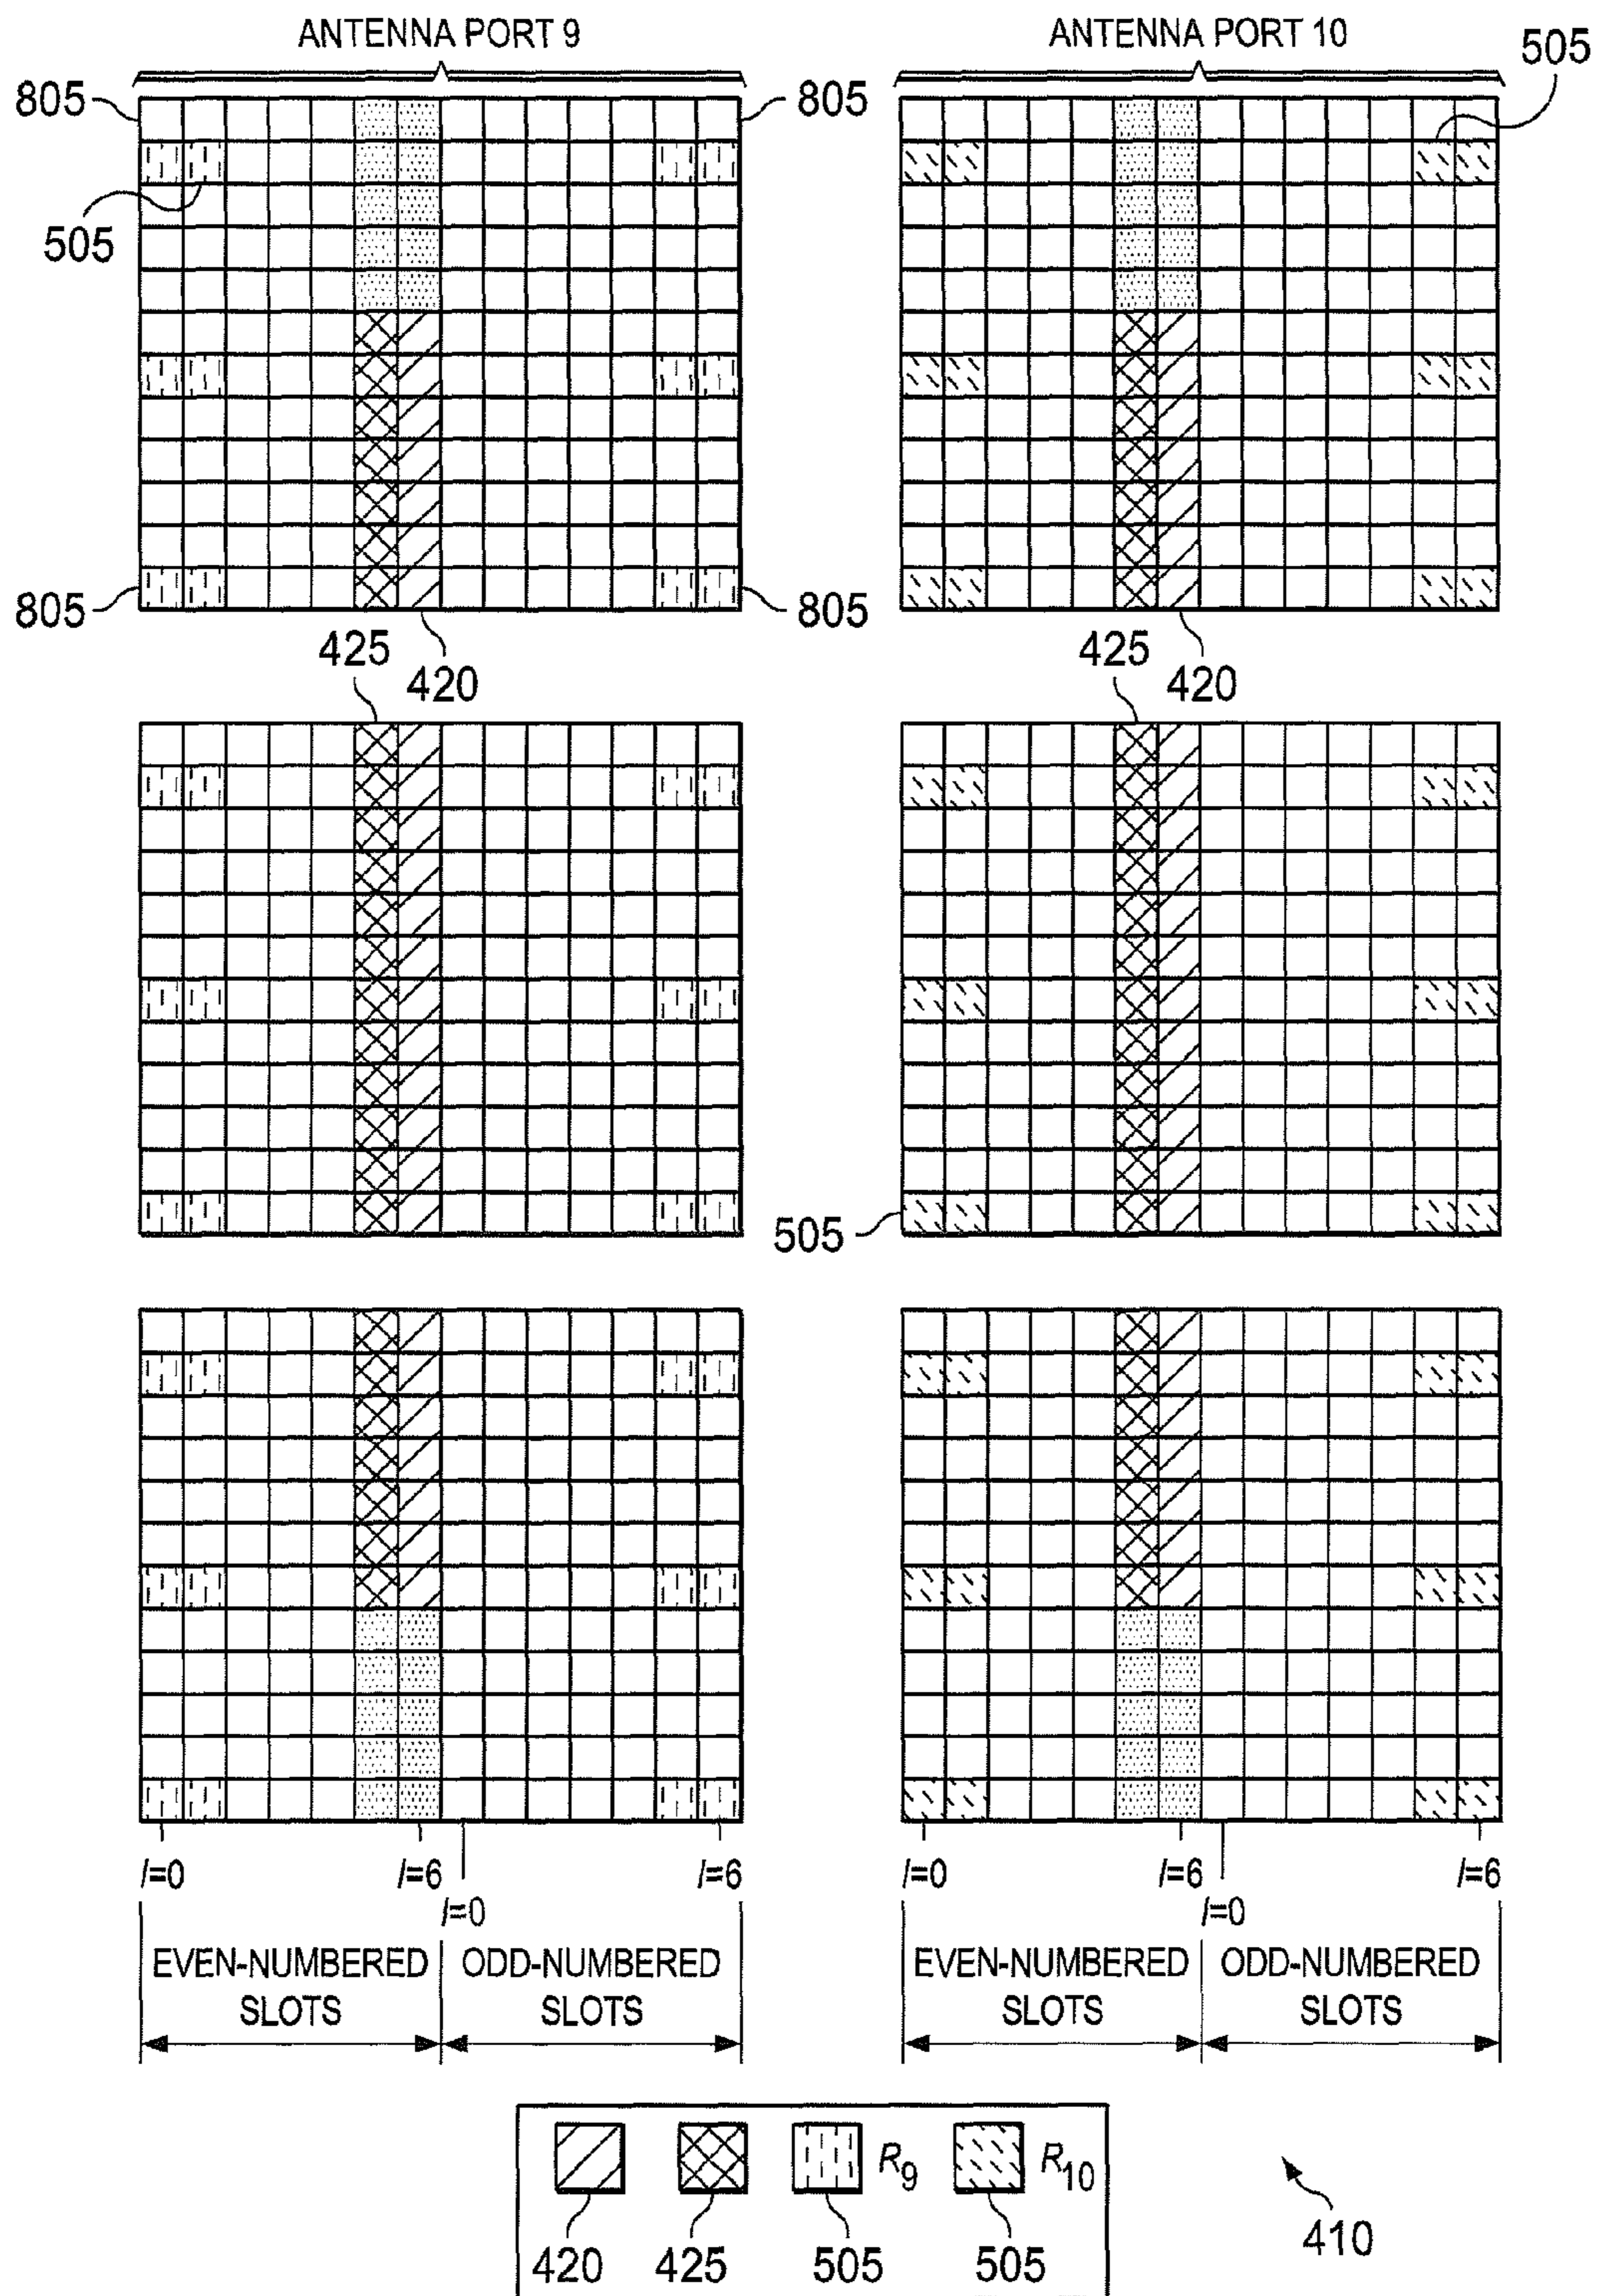 ANTENNA PORT 9 ANTENNA PORT 10
505
805 805
505
805 805
425 425
420 420
505
l=0 l=6 l=6 l=0 l=6 l=6
l=0 l=0
EVEN-NUMBERED ODD-NUMBERED EVEN-NUMBERED ODD-NUMBERED
SLOTS SLOTS SLOTS SLOTS
R9 R10
420 425 505 505
410